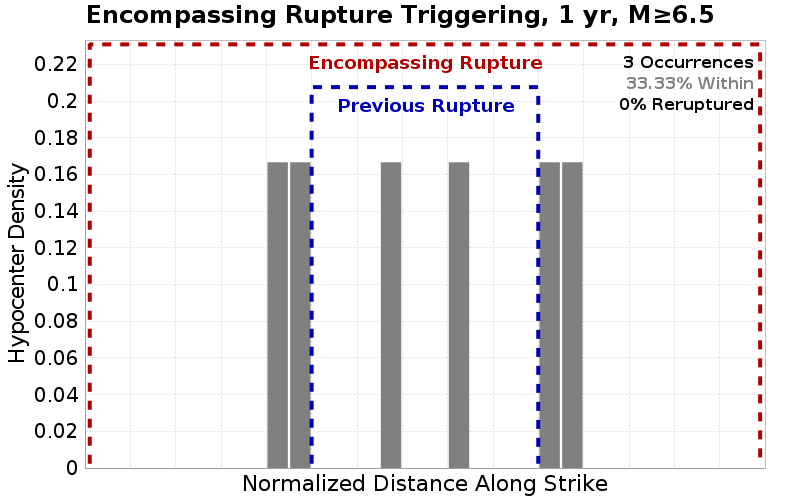 Encompassing Rupture Triggering, 1 yr, M≥6.5
Encompassing Rupture
Previous Rupture
3 Occurrences
33.33% Within
0% Reruptured
Hypocenter Density
0.22
0.2
0.18
0.16
0.14
0.12
0.1
0.08
0.06
0.04
0.02
0
Normalized Distance Along Strike